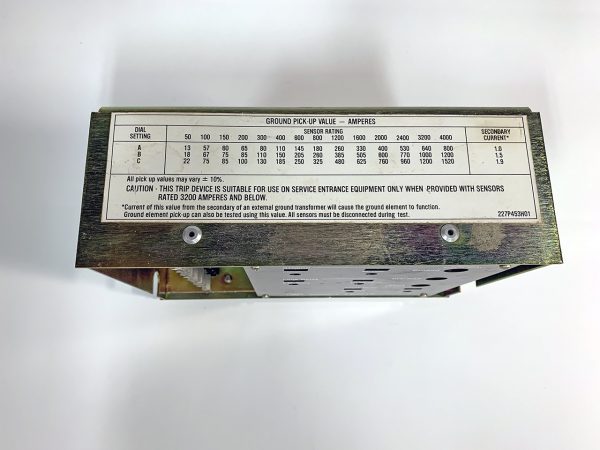 GROUND PICK-UP VALUE — AMPERES
DIAL SETTING SENSOR RATING SECONDARY CURRENT*
50 100 150 200 300 400 600 800 1200 1600 2000 2400 3200 4000
A 13 57 60 65 80 110 145 180 260 330 400 530 640 800 1.0
B 18 67 75 85 110 150 205 260 385 505 600 770 1000 1200 1.5
C 22 75 85 100 130 185 250 325 480 625 760 960 1200 1520 1.9
All pick up values may vary ± 10%.
CAUTION - THIS TRIP DEVICE IS SUITABLE FOR USE ON SERVICE ENTRANCE EQUIPMENT ONLY WHEN PROVIDED WITH SENSORS
RATED 3200 AMPERES AND BELOW.
*Current of this value from the secondary of an external ground transformer will cause the ground element to function.
Ground element pick-up can also be tested using this value. All sensors must be disconnected during test. 227P453H01